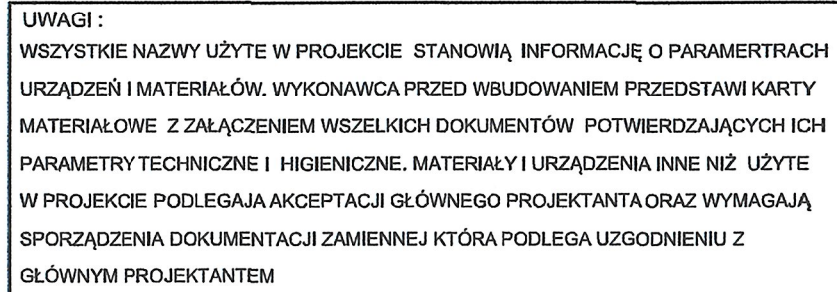 UWAGI :
WSZYSTKIE NAZWY UŻYTE W PROJEKCIE STANOWIĄ INFORMACJĘ O PARAMERTRACH
URZĄDZEŃ I MATERIAŁÓW. WYKONAWCA PRZED WBUDOWANIEM PRZEDSTAWI KARTY
MATERIAŁOWE Z ZAŁĄCZENIEM WSZELKICH DOKUMENTÓW POTWIERDZAJĄCYCH ICH
PARAMETRY TECHNICZNE I HIGIENICZNE. MATERIAŁY I URZĄDZENIA INNE NIŻ UŻYTE
W PROJEKCIE PODLEGAJA AKCEPTACJI GŁÓWNEGO PROJEKTANTA ORAZ WYMAGAJĄ
SPORZĄDZENIA DOKUMENTACJI ZAMIENNEJ KTÓRA PODLEGA UZGODNIENIU Z
GŁÓWNYM PROJEKTANTEM